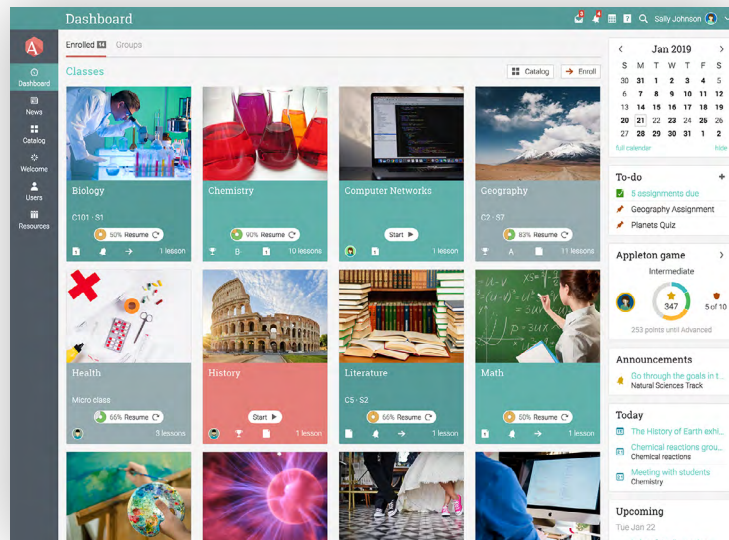 Dashboard
Sally Johnson
Dashboard
News
Catalog
Welcome
Users
Resources
Enrolled 14 Groups
Classes
Catalog
Enroll
Biology
C101 · S1
50% Resume
1 lesson
Chemistry
90% Resume
B
10 lessons
Computer Networks
Start
1 lesson
Geography
C2 · S7
83% Resume
A
11 lessons
Health
Micro class
66% Resume
3 lessons
History
Start
1 lesson
Literature
C5 · S2
66% Resume
1 lesson
Math
50% Resume
1 lesson
Jan 2019
S M T W T F S
30 31 1 2 3 4 5
6 7 8 9 10 11 12
13 14 15 16 17 18 19
20 21 22 23 24 25 26
27 28 29 30 31 1 2
full calendar hide
To-do
5 assignments due
Geography Assignment
Planets Quiz
Appleton game
Intermediate
347
5 of 10
253 points until Advanced
Announcements
Go through the goals in t...
Natural Sciences Track
Today
The History of Earth exhi...
Chemical reactions grou...
Chemical reactions
Meeting with students
Chemistry
Upcoming
Tue Jan 22